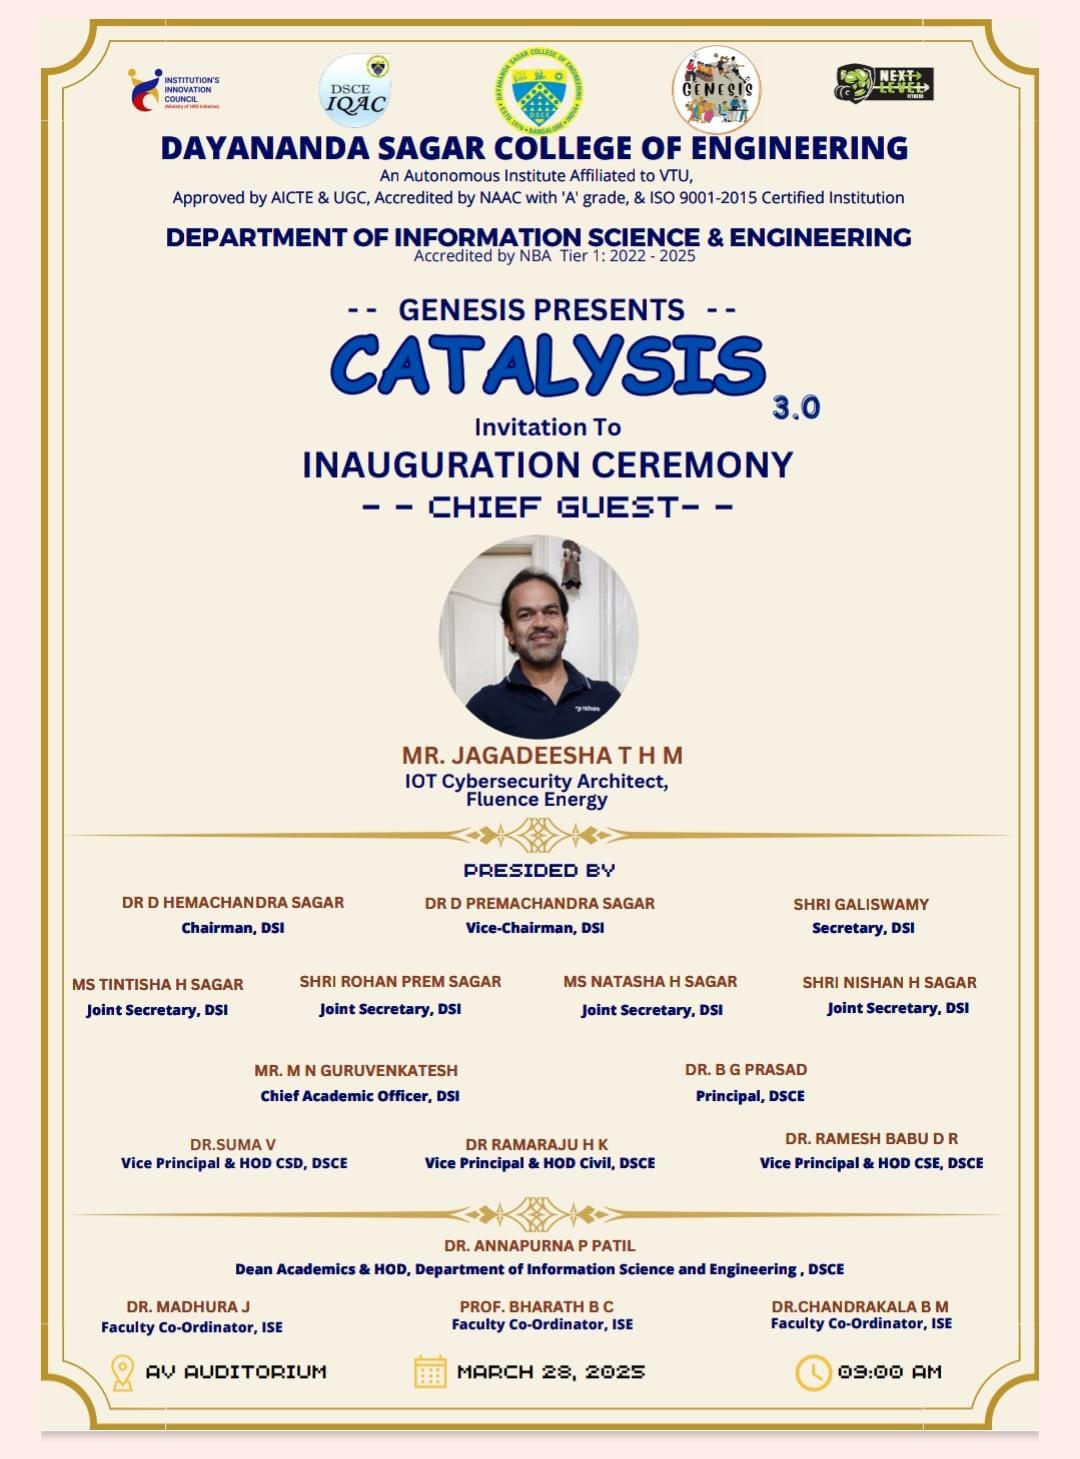 INSTITUTION'S
INNOVATION
COUNCIL
(Ministry of HRD Initiative)
DSCE
IQAC
DAYANANDA SAGAR COLLEGE OF ENGINEERING
DSCE
ESTD. 1979 • BANGALORE • INDIA
GENESIS
NEXT
LEVEL
FITNESS
DAYANANDA SAGAR COLLEGE OF ENGINEERING
An Autonomous Institute Affiliated to VTU,
Approved by AICTE & UGC, Accredited by NAAC with 'A' grade, & ISO 9001-2015 Certified Institution
DEPARTMENT OF INFORMATION SCIENCE & ENGINEERING
Accredited by NBA Tier 1: 2022 - 2025
-- GENESIS PRESENTS --
CATALYSIS
3.0
Invitation To
INAUGURATION CEREMONY
- - CHIEF GUEST- -
MR. JAGADEESHA T H M
IOT Cybersecurity Architect,
Fluence Energy
PRESIDED BY
DR D HEMACHANDRA SAGAR DR D PREMACHANDRA SAGAR SHRI GALISWAMY
Chairman, DSI Vice-Chairman, DSI Secretary, DSI
MS TINTISHA H SAGAR SHRI ROHAN PREM SAGAR MS NATASHA H SAGAR SHRI NISHAN H SAGAR
Joint Secretary, DSI Joint Secretary, DSI Joint Secretary, DSI Joint Secretary, DSI
MR. M N GURUVENKATESH DR. B G PRASAD
Chief Academic Officer, DSI Principal, DSCE
DR.SUMA V DR RAMARAJU H K DR. RAMESH BABU D R
Vice Principal & HOD CSD, DSCE Vice Principal & HOD Civil, DSCE Vice Principal & HOD CSE, DSCE
DR. ANNAPURNA P PATIL
Dean Academics & HOD, Department of Information Science and Engineering , DSCE
DR. MADHURA J PROF. BHARATH B C DR.CHANDRAKALA B M
Faculty Co-Ordinator, ISE Faculty Co-Ordinator, ISE Faculty Co-Ordinator, ISE
AV AUDITORIUM MARCH 28, 2025 09:00 AM